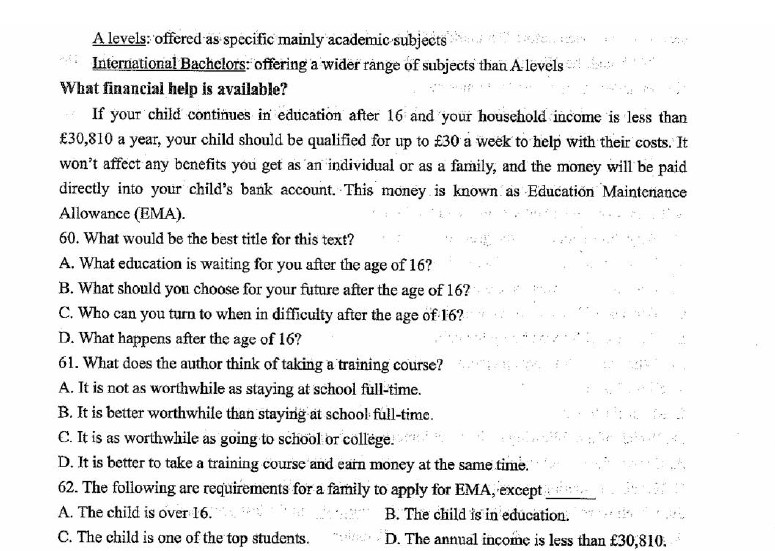 A levels: offered as specific mainly academic subjects
International Bachelors: offering a wider range of subjects than A levels
What financial help is available?
If your child continues in education after 16 and your household income is less than
£30,810 a year, your child should be qualified for up to £30 a week to help with their costs. It
won't affect any benefits you get as an individual or as a family, and the money will be paid
directly into your child's bank account. This money is known as Education Maintenance
Allowance (EMA).
60. What would be the best title for this text?
A. What education is waiting for you after the age of 16?
B. What should you choose for your future after the age of 16?
C. Who can you turn to when in difficulty after the age of 16?
D. What happens after the age of 16?
61. What does the author think of taking a training course?
A. It is not as worthwhile as staying at school full-time.
B. It is better worthwhile than staying at school full-time.
C. It is as worthwhile as going to school or college.
D. It is better to take a training course and earn money at the same time.
62. The following are requirements for a family to apply for EMA, except ______
A. The child is over 16. B. The child is in education.
C. The child is one of the top students. D. The annual income is less than £30,810.